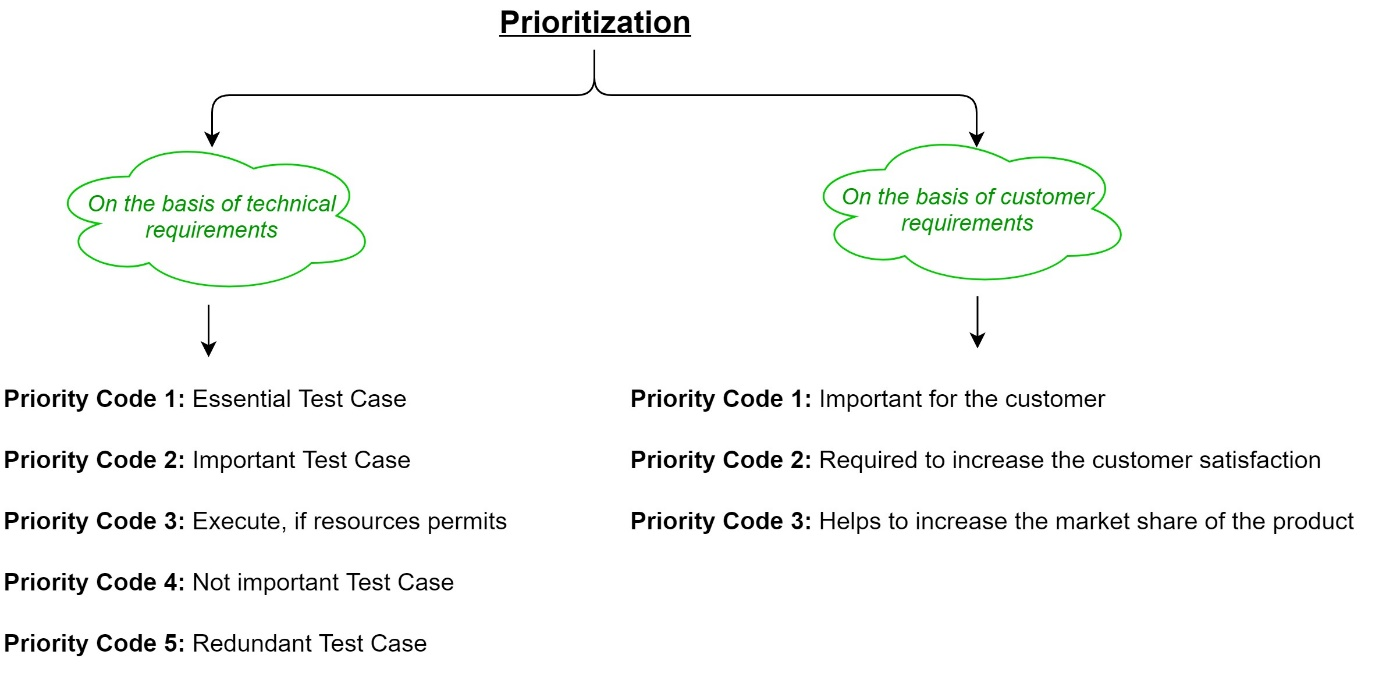 Prioritization
On the basis of technical
requirements
On the basis of customer
requirements
Priority Code 1: Essential Test Case
Priority Code 2: Important Test Case
Priority Code 3: Execute, if resources permits
Priority Code 4: Not important Test Case
Priority Code 5: Redundant Test Case
Priority Code 1: Important for the customer
Priority Code 2: Required to increase the customer satisfaction
Priority Code 3: Helps to increase the market share of the product